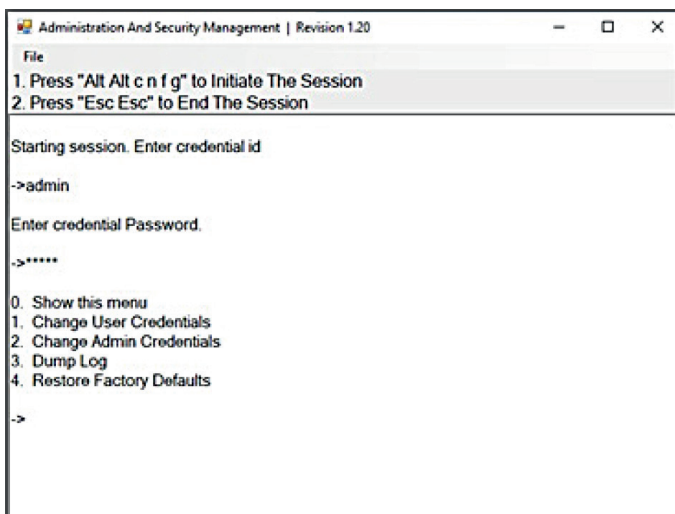 Administration And Security Management | Revision 1.20
File
1. Press "Alt Alt c n f g" to Initiate The Session
2. Press "Esc Esc" to End The Session
Starting session. Enter credential id
->admin
Enter credential Password.
->*****
0. Show this menu
1. Change User Credentials
2. Change Admin Credentials
3. Dump Log
4. Restore Factory Defaults
->